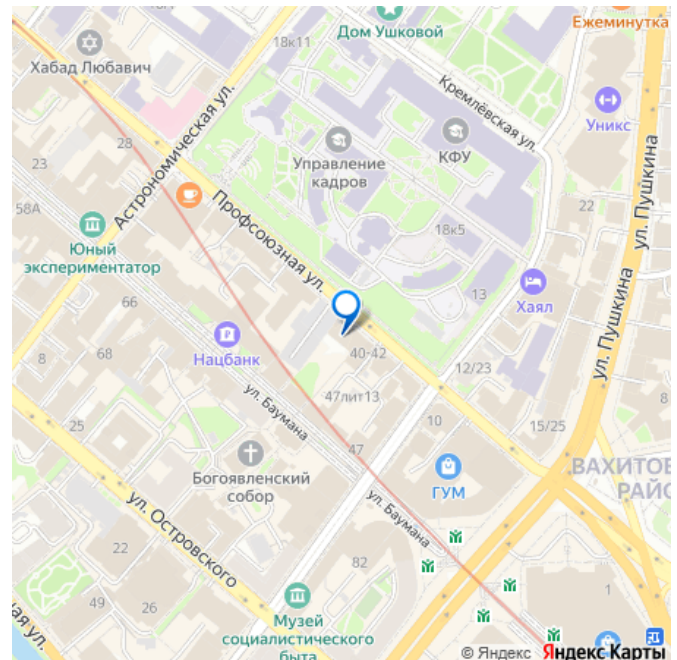 Ежеминутка
Дом Ушковой
18к11
Хабад Любавич
Кремлёвская ул.
Уникс
КФУ
Управление
кадров
28
23
Астрономическая ул.
ул. Пушкина
22
58А
Профсоюзная ул.
18к5
Юный
экспериментатор
13
Хаял
66
ул. Пушкина
Нацбанк
8
68
40-42
12/23
8
ул. Баумана
47лит13
25
10
15/25
47
Богоявленский
собор
ГУМ
ВАХИТОВ
РАЙО
ул. Островского
ул. Баумана
22
82
49
26
1
Музей
социалистического
быта
ая ул.
© Яндекс Яндекс Карты